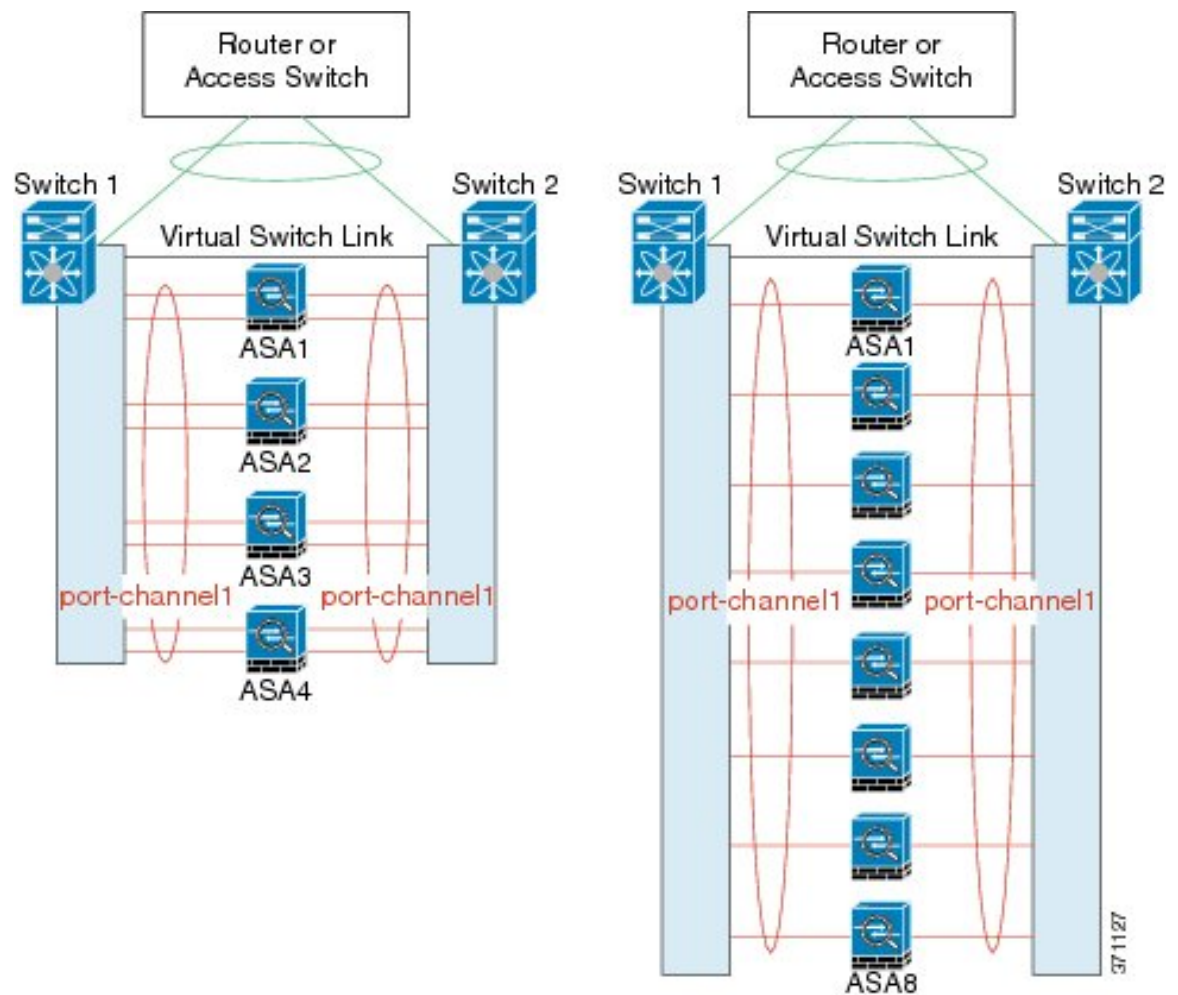 Router or
Access Switch
Switch 1
Switch 2
Virtual Switch Link
ASA1
ASA2
ASA3
port-channel1
port-channel1
ASA4
Router or
Access Switch
Switch 1
Switch 2
Virtual Switch Link
ASA1
port-channel1
port-channel1
ASA8
371127